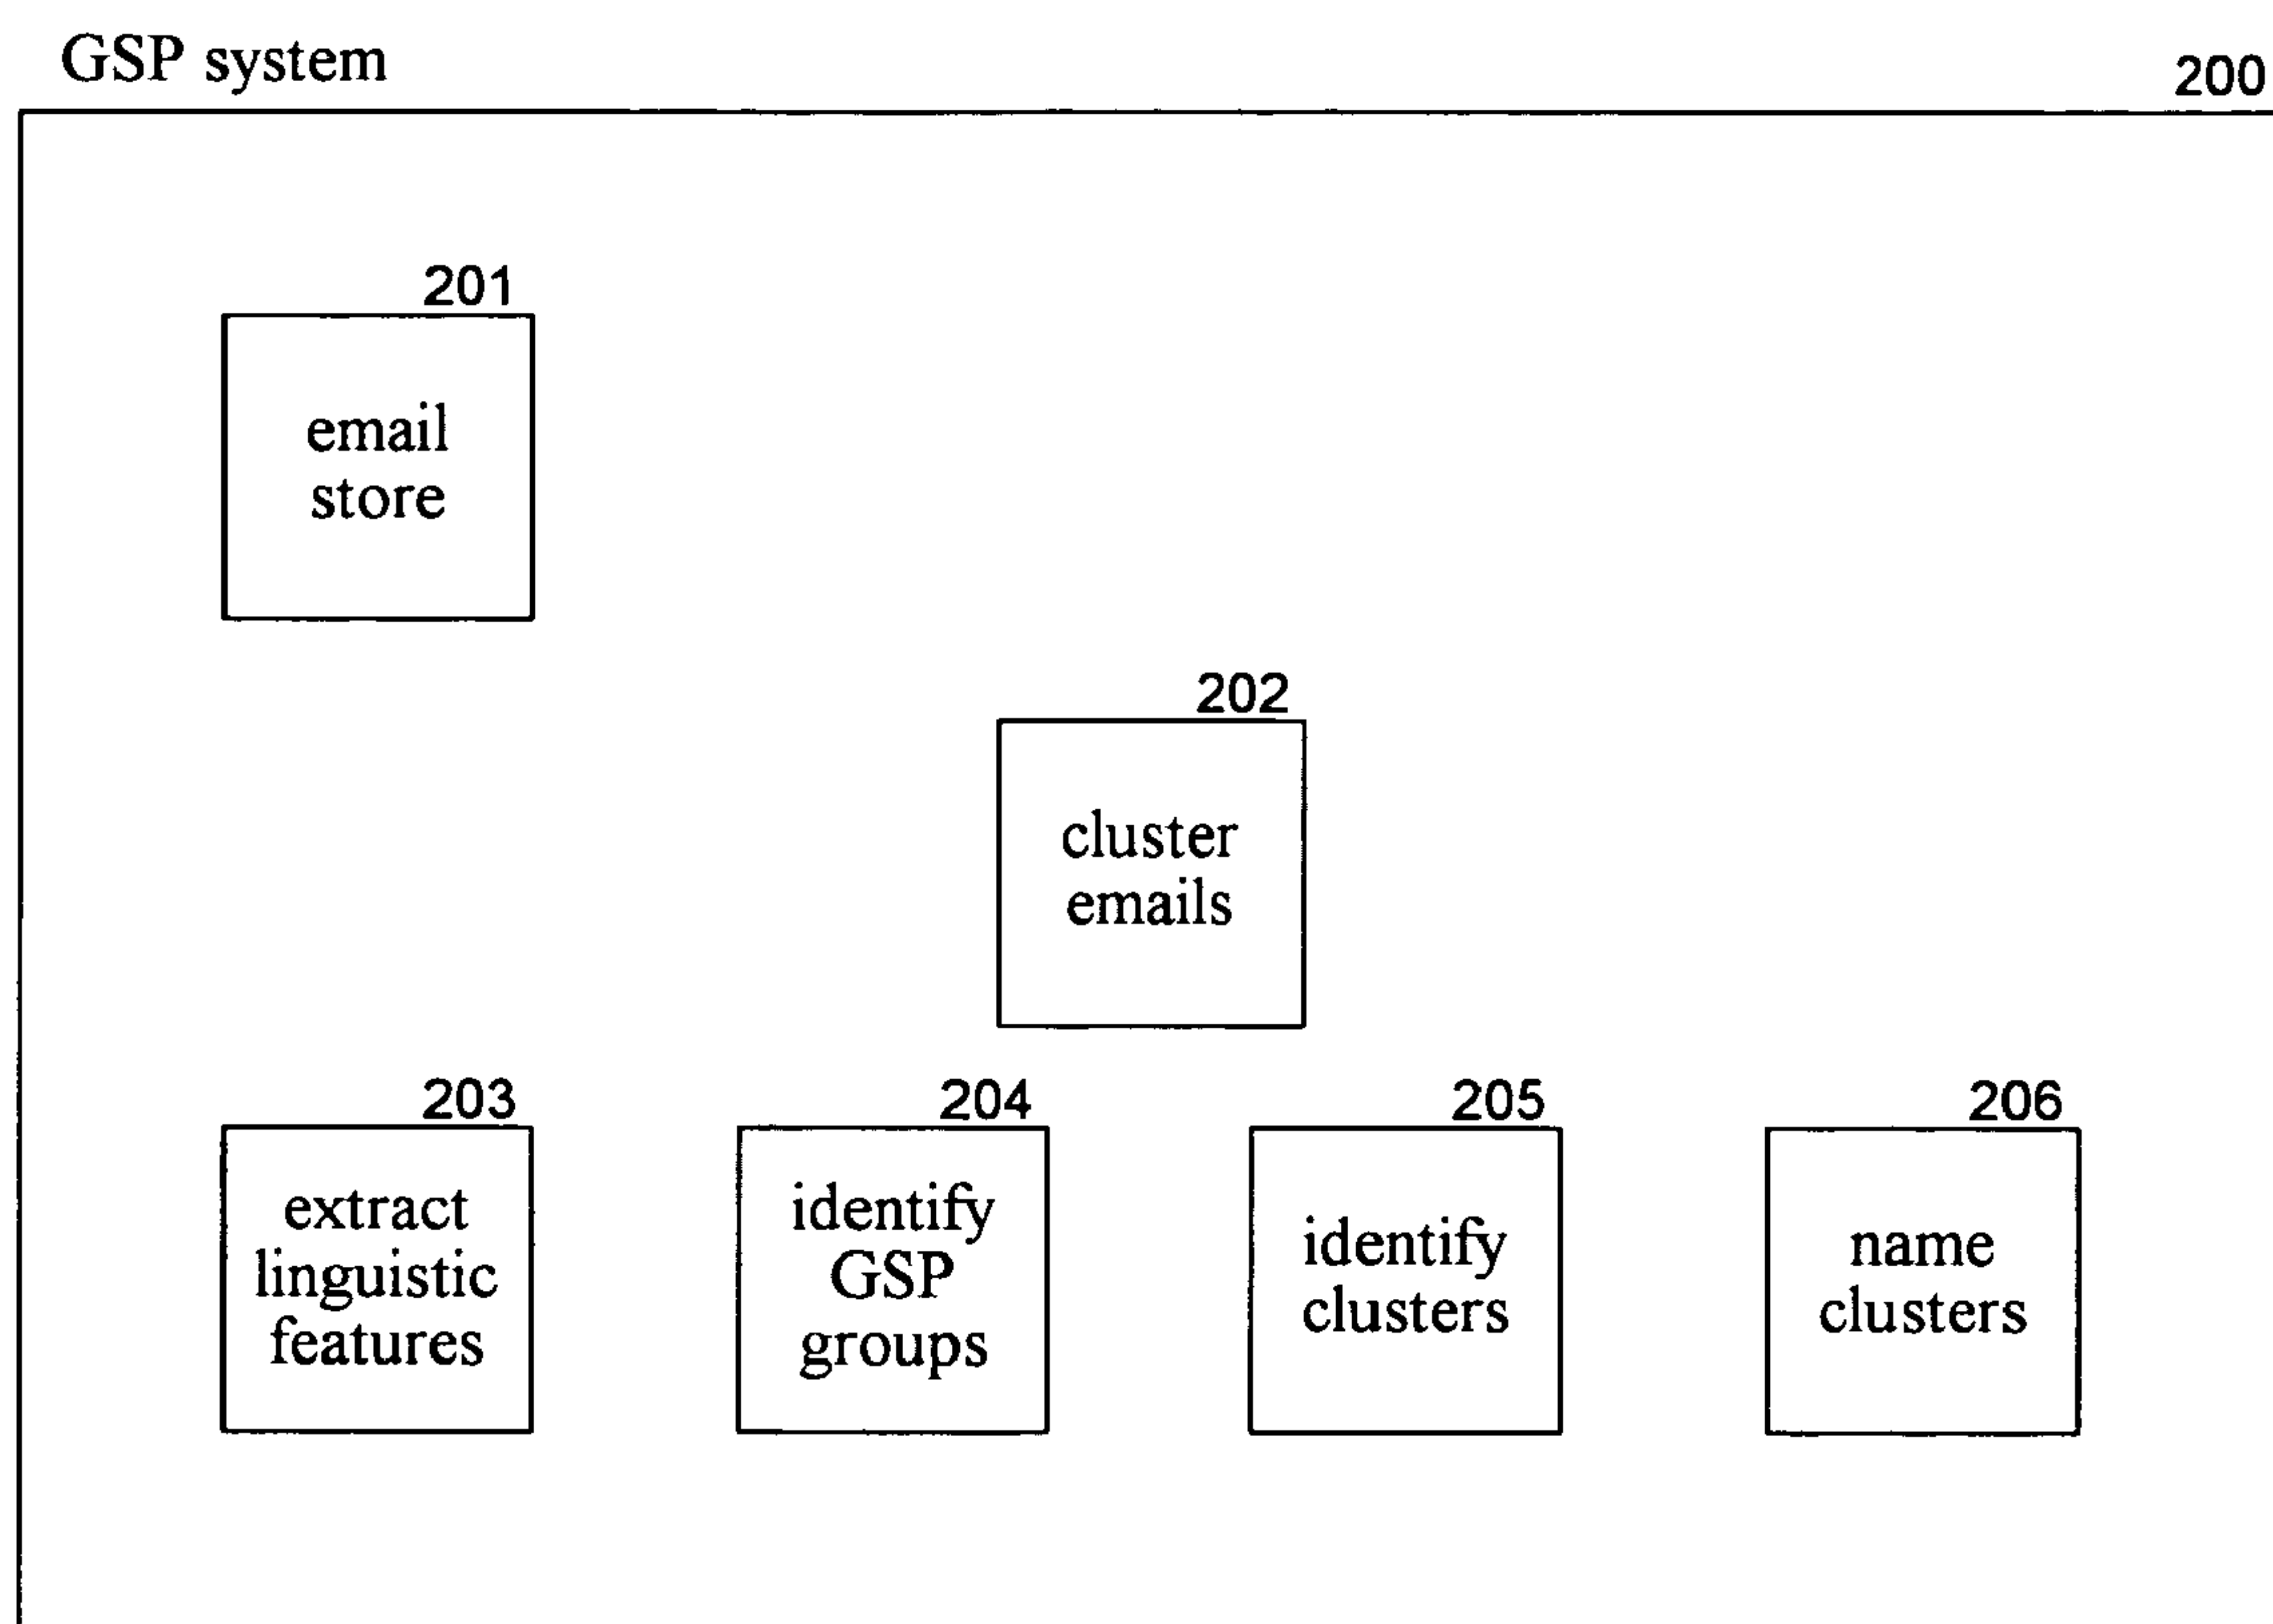 GSP system
200
201
email
store
202
cluster
emails
203
extract
linguistic
features
204
identify
GSP
groups
205
identify
clusters
206
name
clusters